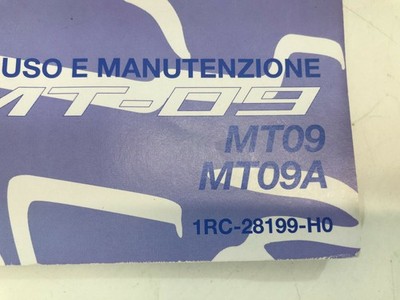 USO E MANUTENZIONE
MT-09
MT09
MT09A
1RC-28199-H0